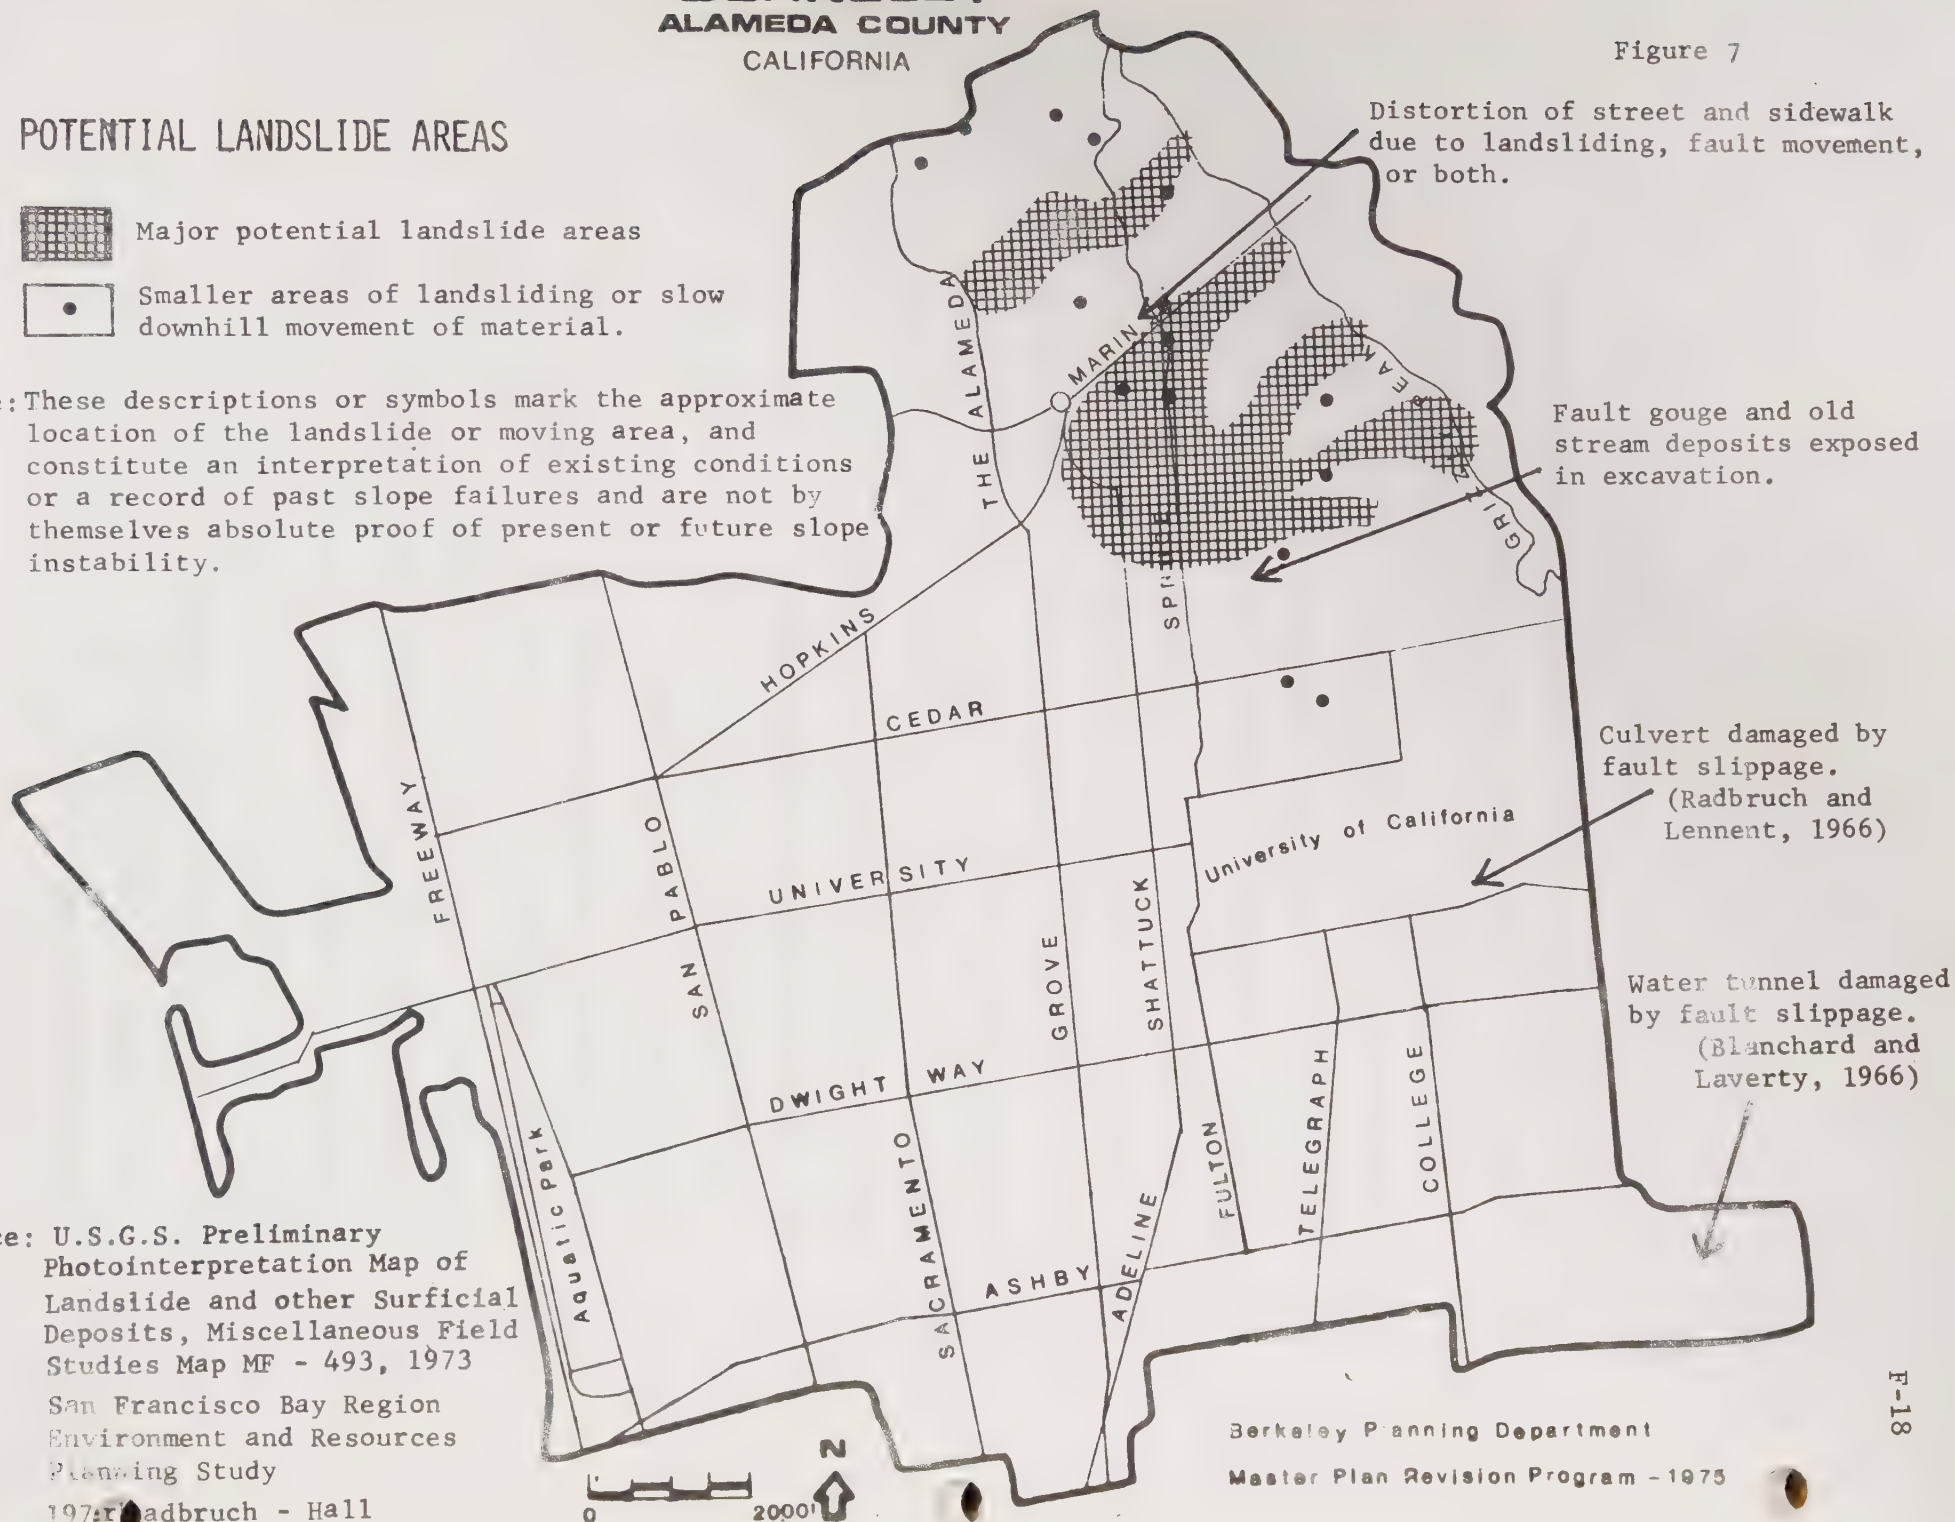 ALAMEDA COUNTY
CALIFORNIA
Figure 7
POTENTIAL LANDSLIDE AREAS
Major potential landslide areas
Smaller areas of landsliding or slow
downhill movement of material.
These descriptions or symbols mark the approximate
location of the landslide or moving area, and
constitute an interpretation of existing conditions
or a record of past slope failures and are not by
themselves absolute proof of present or future slope
instability.
Distortion of street and sidewalk
due to landsliding, fault movement,
or both.
Fault gouge and old
stream deposits exposed
in excavation.
Culvert damaged by
fault slippage.
(Radbruch and
Lennent, 1966)
Water tunnel damaged
by fault slippage.
(Blanchard and
Laverty, 1966)
THE ALAMEDA
MARIN
GRIZZLY PEAK
HOPKINS
CEDAR
FREEWAY
SAN PABLO
UNIVERSITY
University of California
GROVE
SHATTUCK
DWIGHT WAY
SACRAMENTO
FULTON
TELEGRAPH
COLLEGE
Aquatic Park
ASHBY
ADELINE
U.S.G.S. Preliminary
Photointerpretation Map of
Landslide and other Surficial
Deposits, Miscellaneous Field
Studies Map MF - 493, 1973
San Francisco Bay Region
Environment and Resources
Planning Study
Radbruch - Hall
N
0 2000'
Berkeley Planning Department
Master Plan Revision Program - 1975
F-18